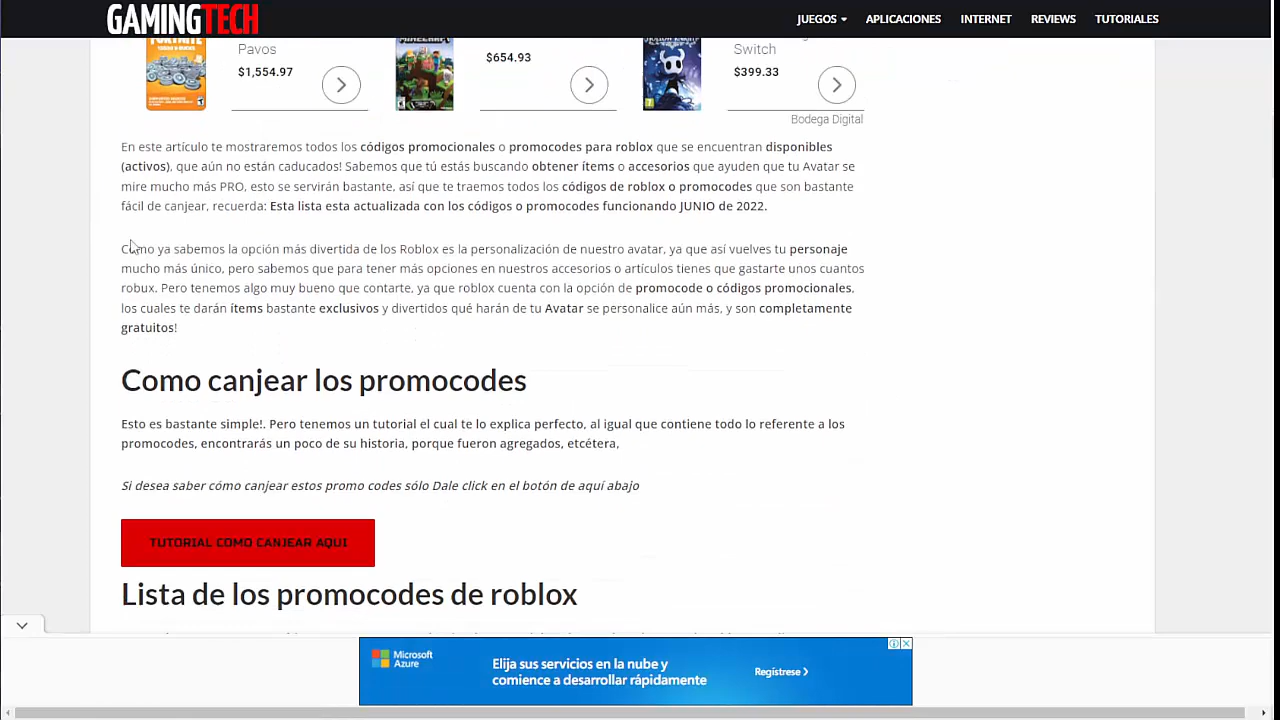 GAMINGTECH
JUEGOS
APLICACIONES
INTERNET
REVIEWS
TUTORIALES
Pavos
$1,554.97
MINECRAFT
$654.93
HOLLOW KNIGHT
Switch
$399.33
Bodega Digital
En este artículo te mostraremos todos los códigos promocionales o promocodes para roblox que se encuentran disponibles
(activos), que aún no están caducados! Sabemos que tú estás buscando obtener ítems o accesorios que ayuden que tu Avatar se
mire mucho más PRO, esto se servirán bastante, así que te traemos todos los códigos de roblox o promocodes que son bastante
fácil de canjear, recuerda: Esta lista esta actualizada con los códigos o promocodes funcionando JUNIO de 2022.
Como ya sabemos la opción más divertida de los Roblox es la personalización de nuestro avatar, ya que así vuelves tu personaje
mucho más único, pero sabemos que para tener más opciones en nuestros accesorios o artículos tienes que gastarte unos cuantos
robux. Pero tenemos algo muy bueno que contarte, ya que roblox cuenta con la opción de promocode o códigos promocionales,
los cuales te darán ítems bastante exclusivos y divertidos qué harán de tu Avatar se personalice aún más, y son completamente
gratuitos!
Como canjear los promocodes
Esto es bastante simple!. Pero tenemos un tutorial el cual te lo explica perfecto, al igual que contiene todo lo referente a los
promocodes, encontrarás un poco de su historia, porque fueron agregados, etcétera,
Si desea saber cómo canjear estos promo codes sólo Dale click en el botón de aquí abajo
TUTORIAL COMO CANJEAR AQUI
Lista de los promocodes de roblox
Microsoft
Azure
Elija sus servicios en la nube y
comience a desarrollar rápidamente
Regístrese